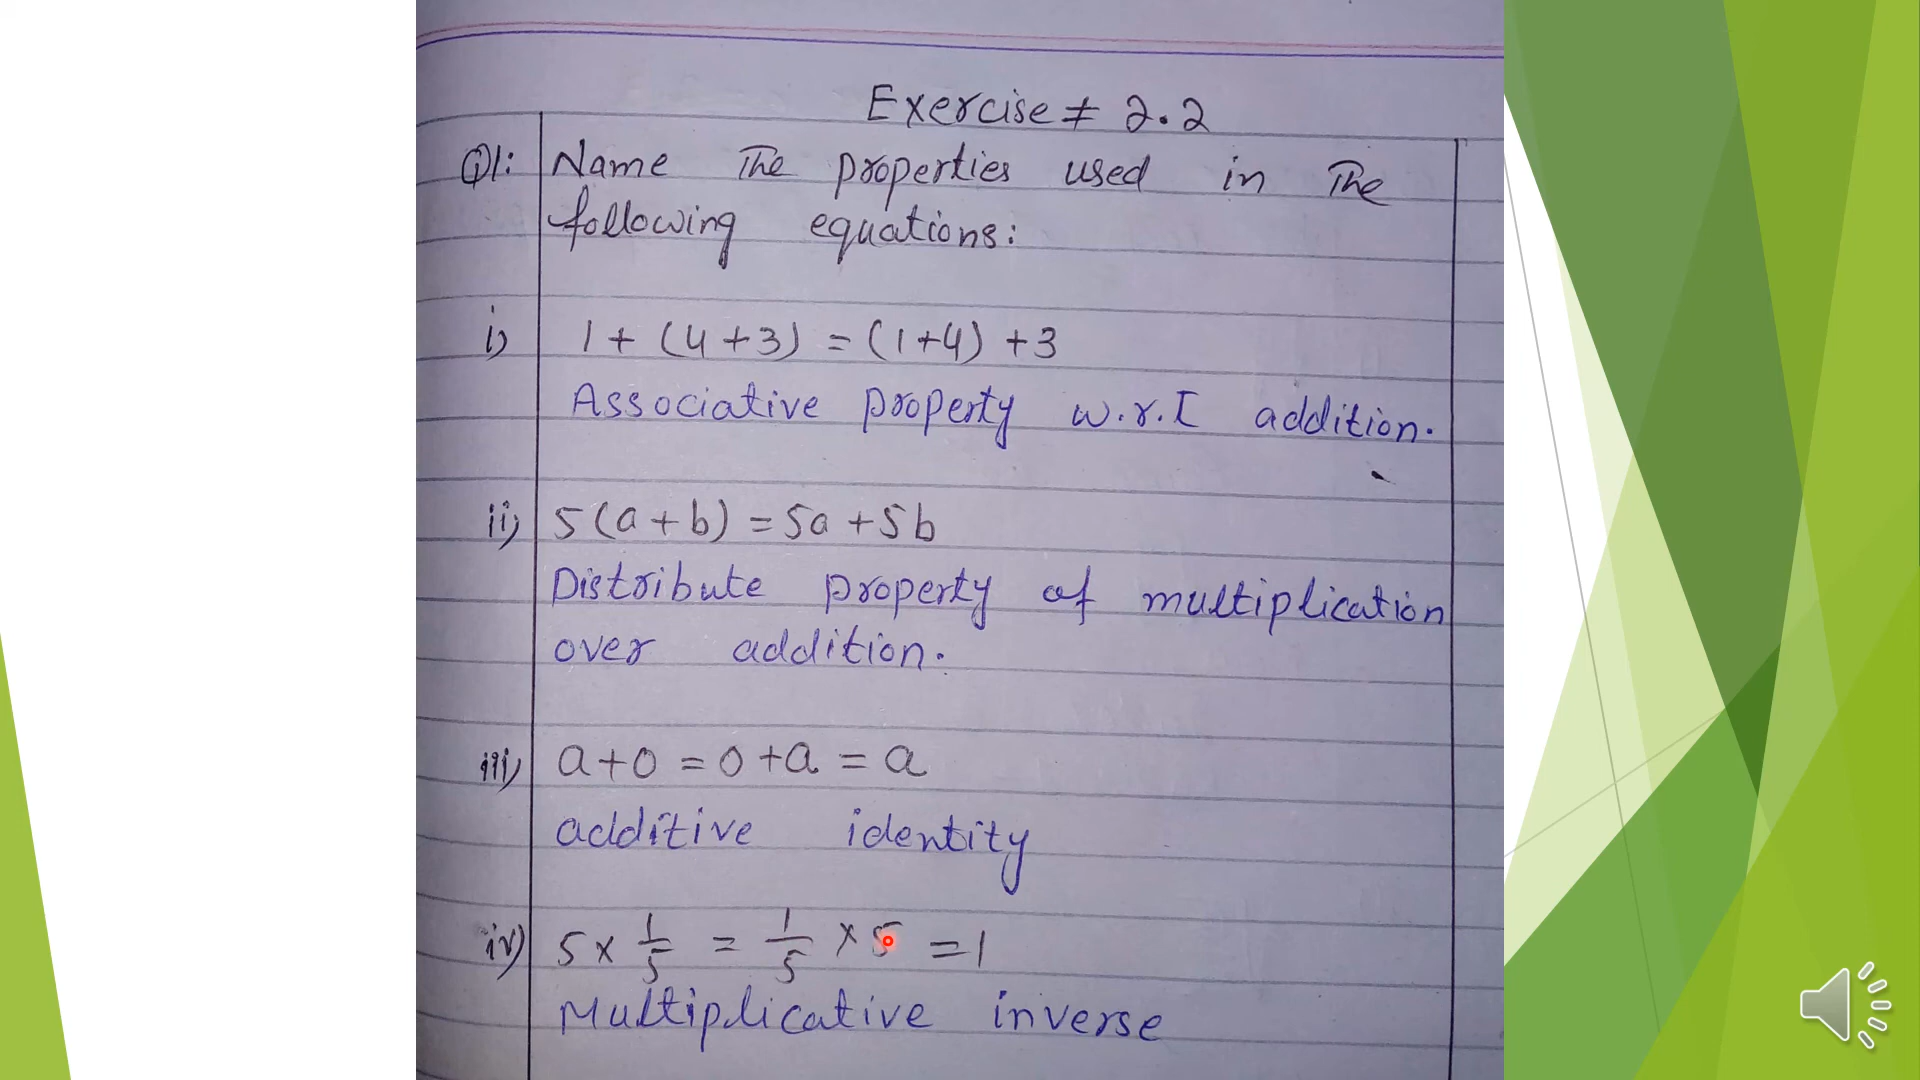 Exercise # 2.2
Q1: Name The properties used in The
following equations:
i) 1 + (4+3) = (1+4) +3
Associative property w.r.t addition.
ii) 5(a+b) = 5a +5b
Distribute property of multiplication
over addition.
iii) a+0 = 0+a = a
additive identity
iv) 5 × 1/5 = 1/5 × 5 = 1
Multiplicative inverse